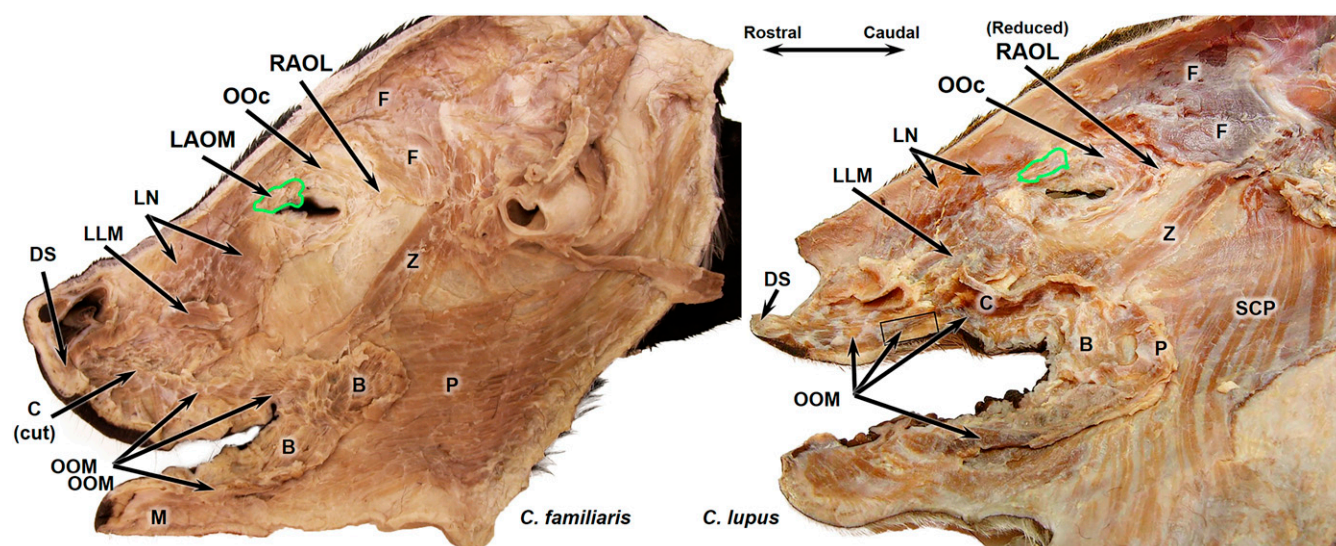 RAOL
OOc
F
LAOM
F
LN
LLM
DS
Z
B
P
C
(cut)
B
OOM
OOM
M
C. familiaris
Rostral
Caudal
(Reduced)
RAOL
F
OOc
F
LN
LLM
Z
DS
C
SCP
B
P
OOM
C. lupus